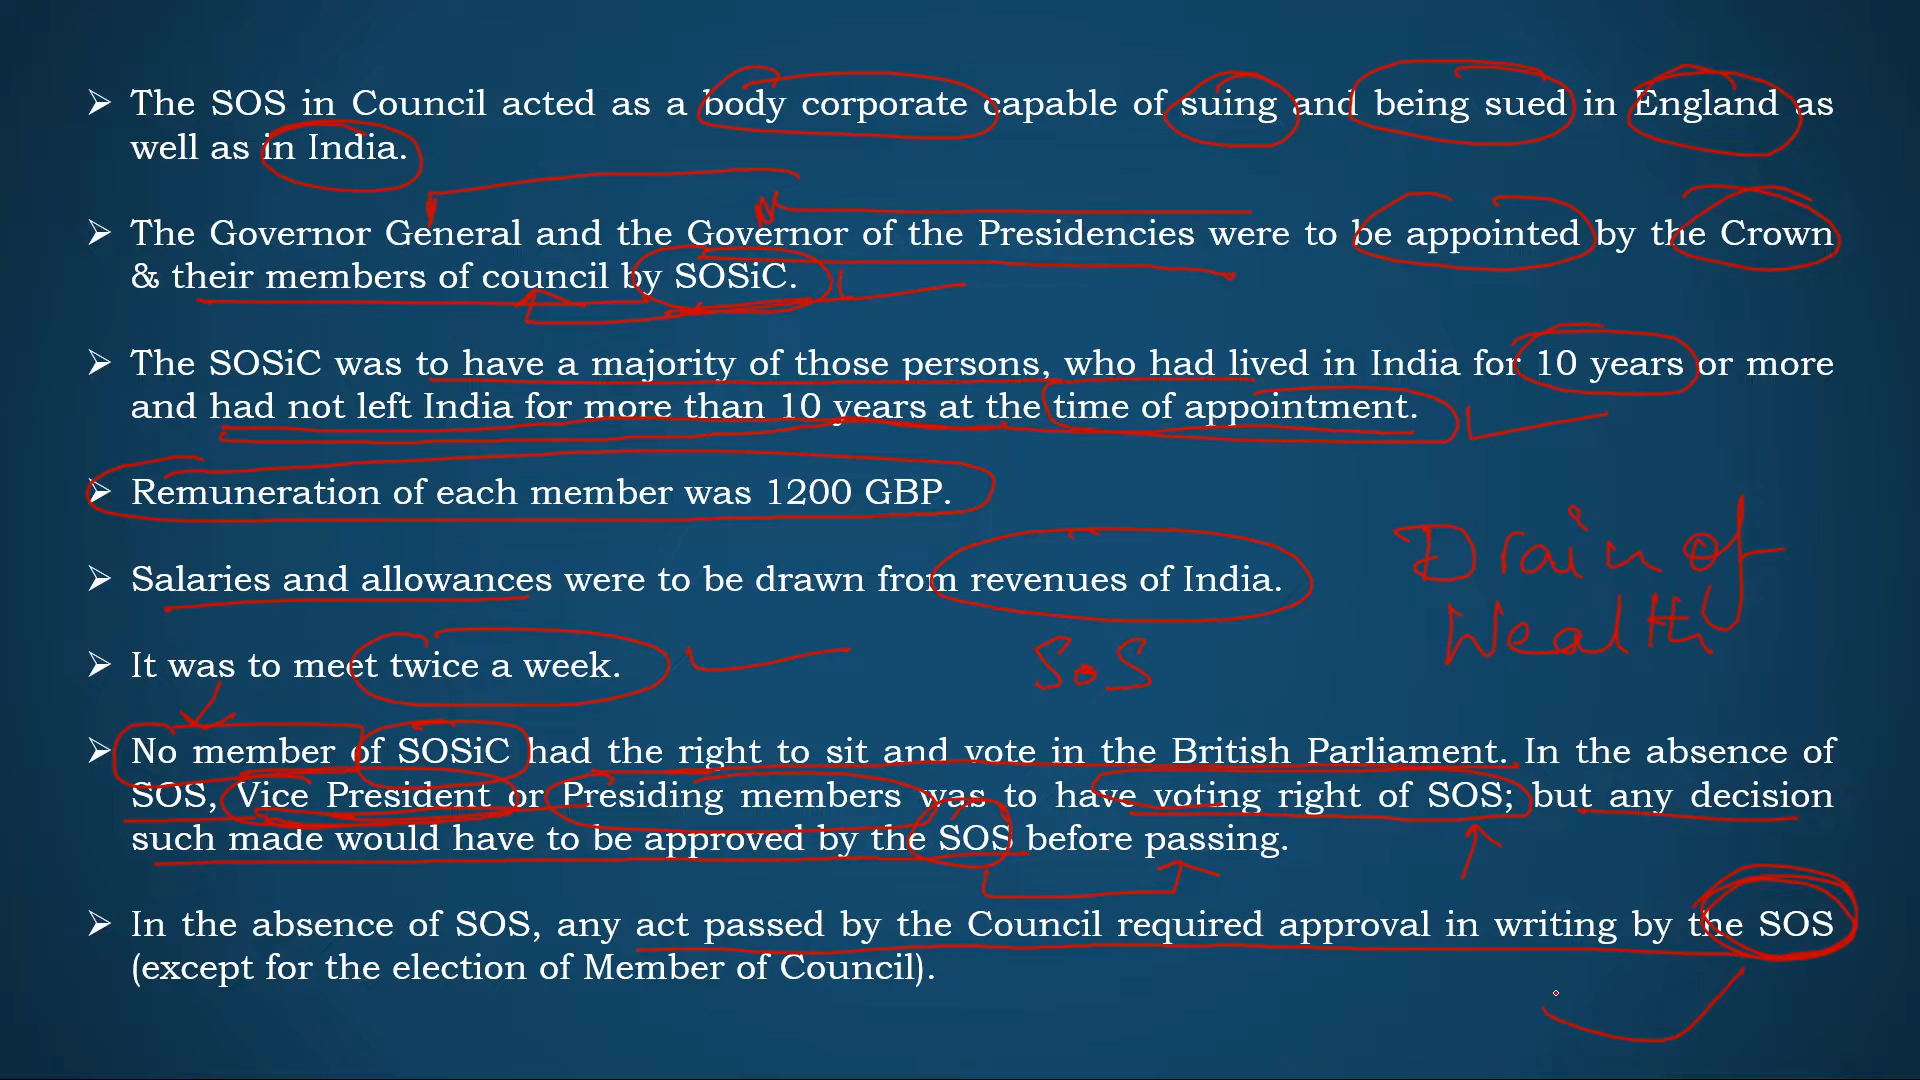 ➢ The SOS in Council acted as a body corporate capable of suing and being sued in England as
well as in India.
➢ The Governor General and the Governor of the Presidencies were to be appointed by the Crown
& their members of council by SOSiC.
➢ The SOSiC was to have a majority of those persons, who had lived in India for 10 years or more
and had not left India for more than 10 years at the time of appointment.
➢ Remuneration of each member was 1200 GBP.
➢ Salaries and allowances were to be drawn from revenues of India.
Drain of
Wealth
➢ It was to meet twice a week.
SoS
➢ No member of SOSiC had the right to sit and vote in the British Parliament. In the absence of
SOS, Vice President or Presiding members was to have voting right of SOS; but any decision
such made would have to be approved by the SOS before passing.
➢ In the absence of SOS, any act passed by the Council required approval in writing by the SOS
(except for the election of Member of Council).